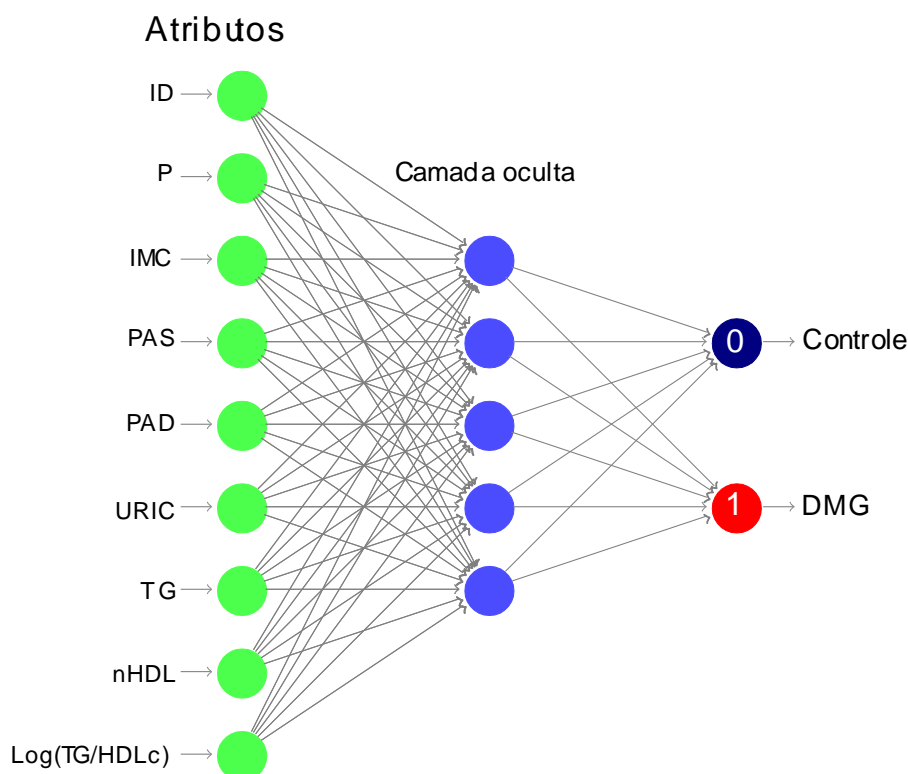 Atributos
ID
P
Camada oculta
IMC
PAS
0
Controle
PAD
URIC
1
DMG
TG
nHDL
Log(TG/HDLc)